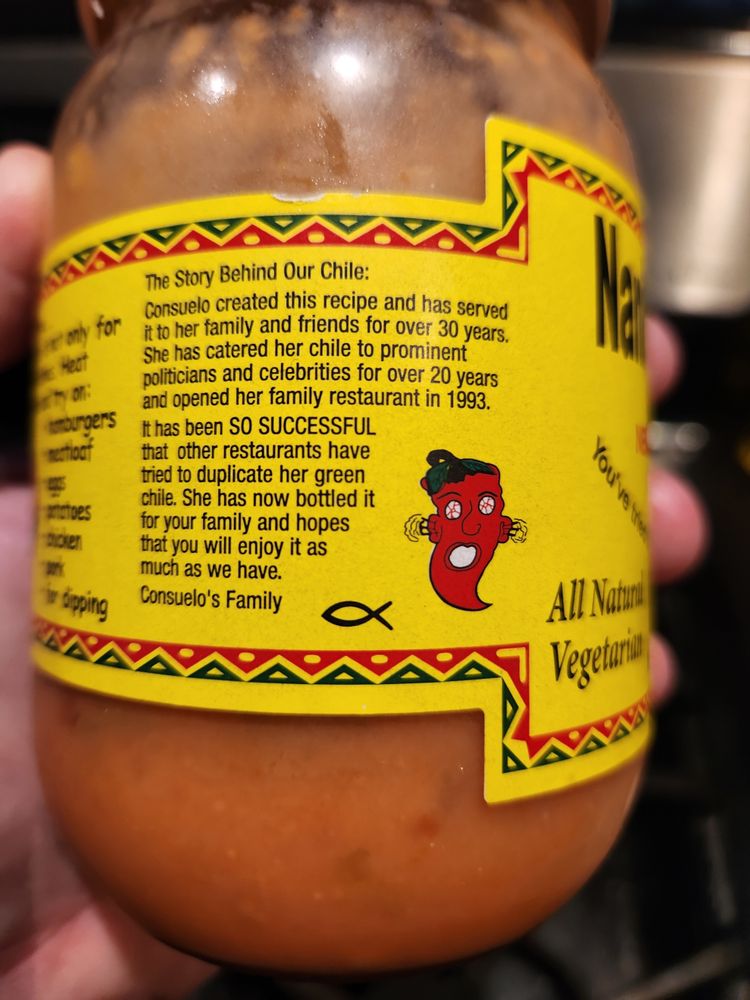 only for
Heat
try on:
hamburgers
meatloaf
eggs
potatoes
chicken
pork
for dipping
The Story Behind Our Chile:
Consuelo created this recipe and has served
it to her family and friends for over 30 years.
She has catered her chile to prominent
politicians and celebrities for over 20 years
and opened her family restaurant in 1993.
It has been SO SUCCESSFUL
that other restaurants have
tried to duplicate her green
chile. She has now bottled it
for your family and hopes
that you will enjoy it as
much as we have.
Consuelo's Family
You've
All Natural
Vegetarian